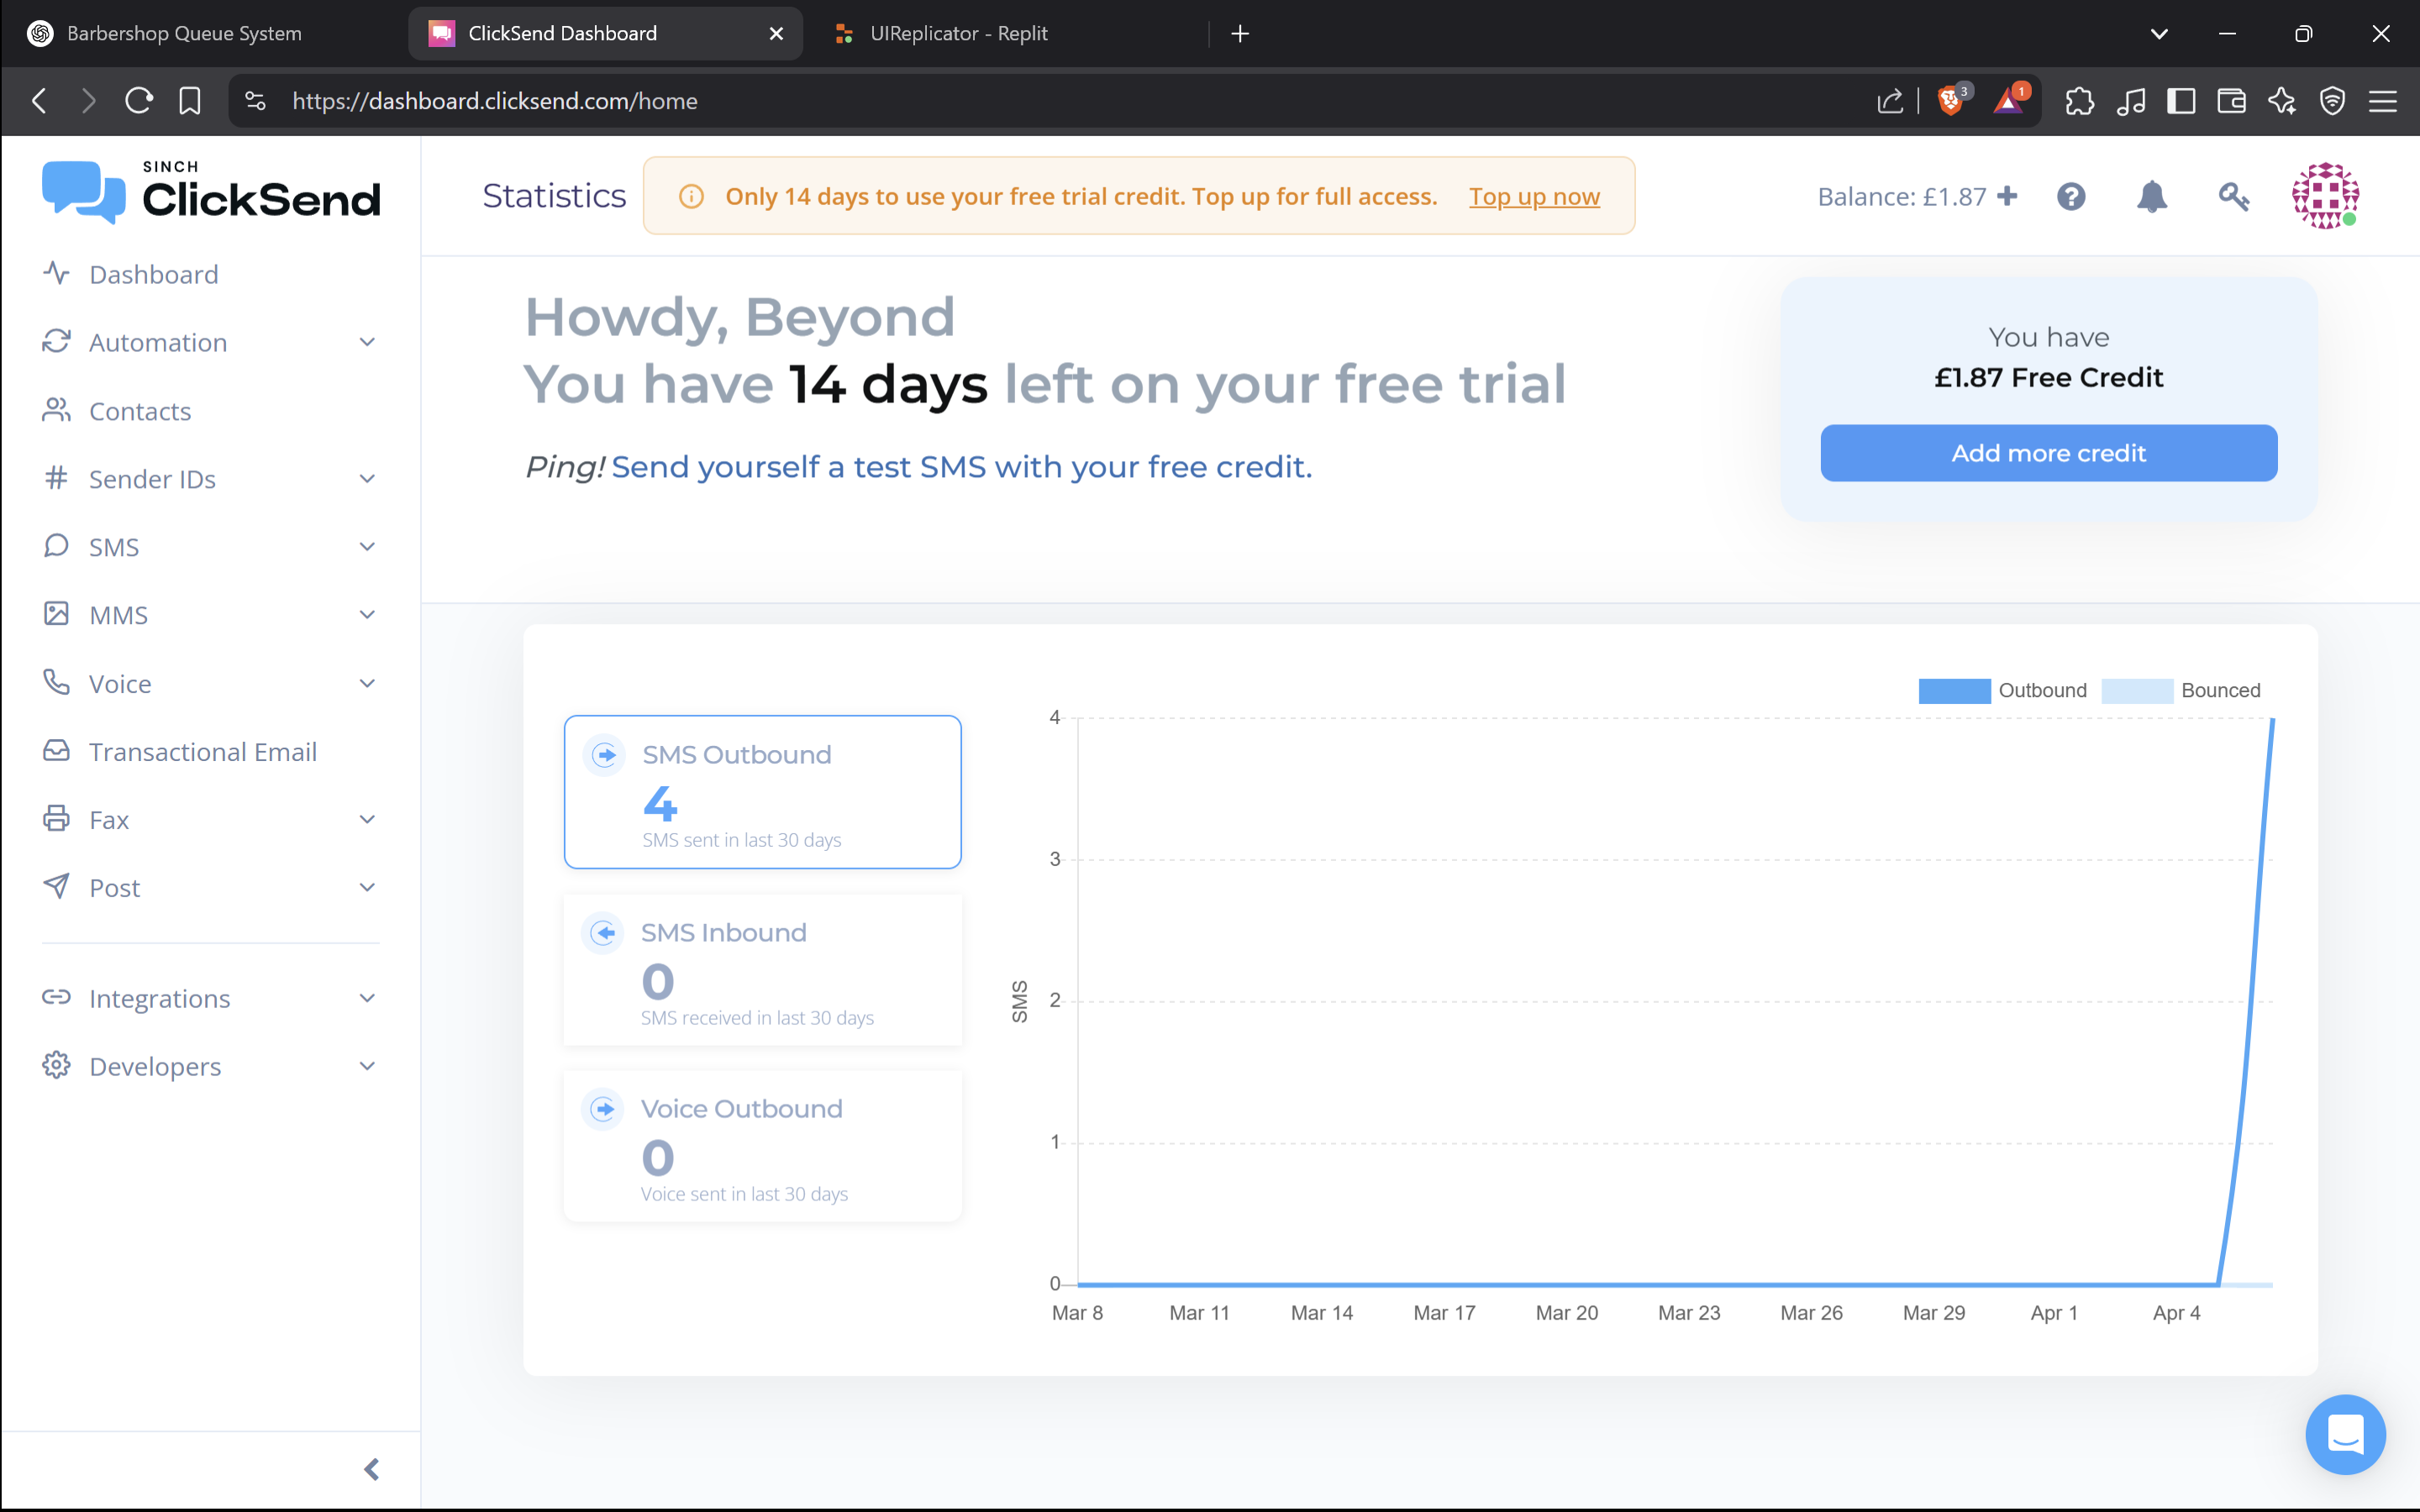 Barbershop Queue System
ClickSend Dashboard
UIReplicator - Replit
https://dashboard.clicksend.com/home
3
1
SINCH
ClickSend
Dashboard
Automation
Contacts
Sender IDs
SMS
MMS
Voice
Transactional Email
Fax
Post
Integrations
Developers
Statistics
Only 14 days to use your free trial credit. Top up for full access. Top up now
Balance: £1.87
Howdy, Beyond
You have 14 days left on your free trial
Ping! Send yourself a test SMS with your free credit.
You have
£1.87 Free Credit
Add more credit
SMS Outbound
4
SMS sent in last 30 days
SMS Inbound
0
SMS received in last 30 days
Voice Outbound
0
Voice sent in last 30 days
Outbound Bounced
SMS
4
3
2
1
0
Mar 8 Mar 11 Mar 14 Mar 17 Mar 20 Mar 23 Mar 26 Mar 29 Apr 1 Apr 4